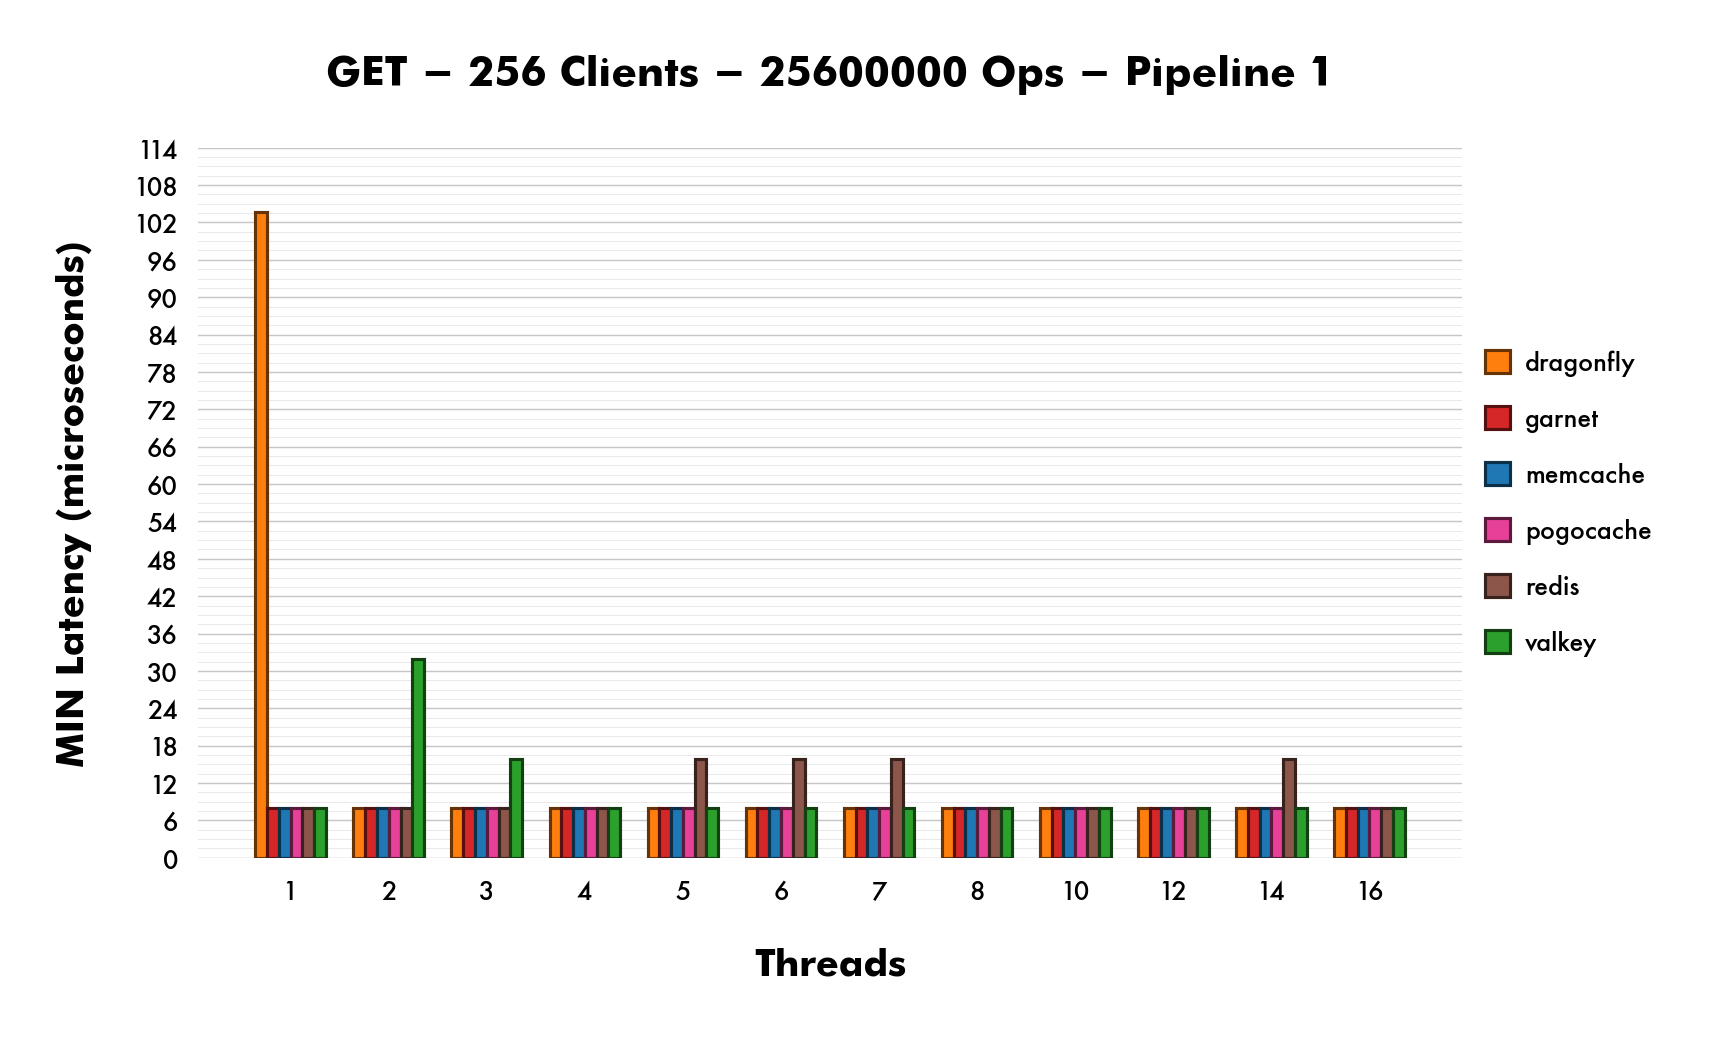 GET – 256 Clients – 25600000 Ops – Pipeline 1
MIN Latency (microseconds)
114
108
102
96
90
84
78
72
66
60
54
48
42
36
30
24
18
12
6
0
1 2 3 4 5 6 7 8 10 12 14 16
Threads
dragonfly
garnet
memcache
pogocache
redis
valkey